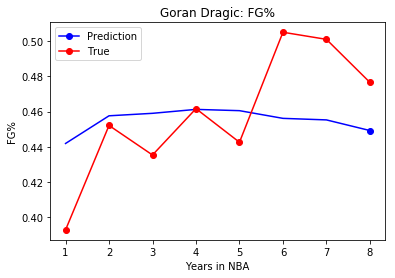 Goran Dragic: FG%
Prediction
True
FG%
0.50
0.48
0.46
0.44
0.42
0.40
1 2 3 4 5 6 7 8
Years in NBA